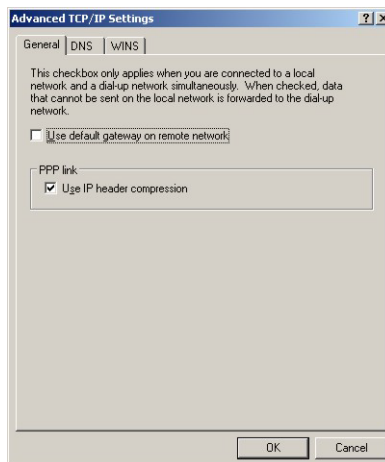 Advanced TCP/IP Settings
General DNS WINS
This checkbox only applies when you are connected to a local
network and a dial-up network simultaneously. When checked, data
that cannot be sent on the local network is forwarded to the dial-up
network.
Use default gateway on remote network
PPP link
Use IP header compression
OK Cancel